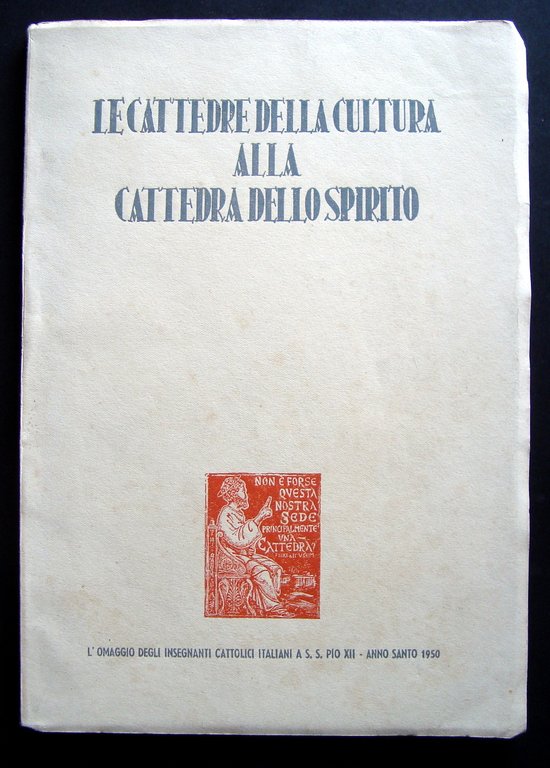 LE CATTEDRE DELLA CULTURA
ALLA
CATTEDRA DELLO SPIRITO
NON È FORSE
QUESTA
NOSTRA
SEDE
PRINCIPALMENTE
UNA
CATTEDRA?
L' OMAGGIO DEGLI INSEGNANTI CATTOLICI ITALIANI A S. S. PIO XII - ANNO SANTO 1950